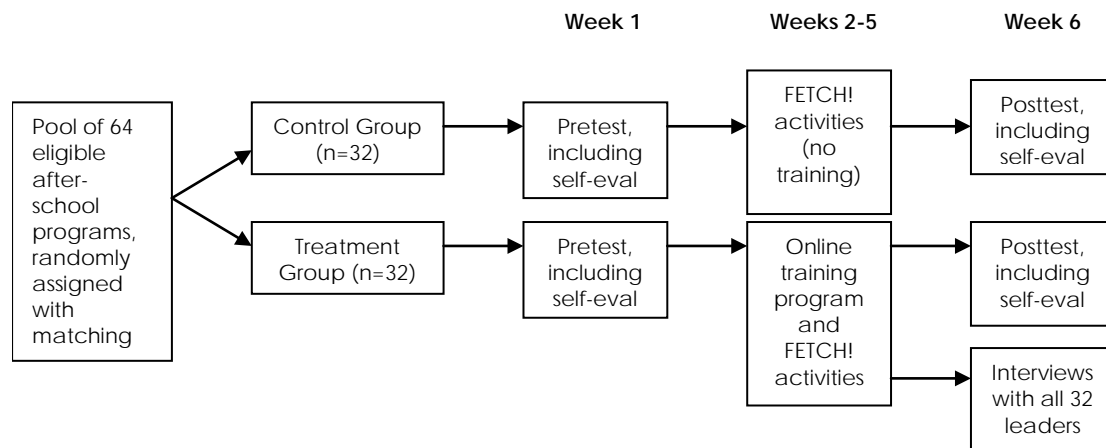 Week 1
Weeks 2-5
Week 6
Pool of 64
eligible
after-
school
programs,
randomly
assigned
with
matching
Control Group
(n=32)
Pretest,
including
self-eval
FETCH!
activities
(no
training)
Posttest,
including
self-eval
Treatment
Group (n=32)
Pretest,
including
self-eval
Online
training
program
and
FETCH!
activities
Posttest,
including
self-eval
Interviews
with all 32
leaders